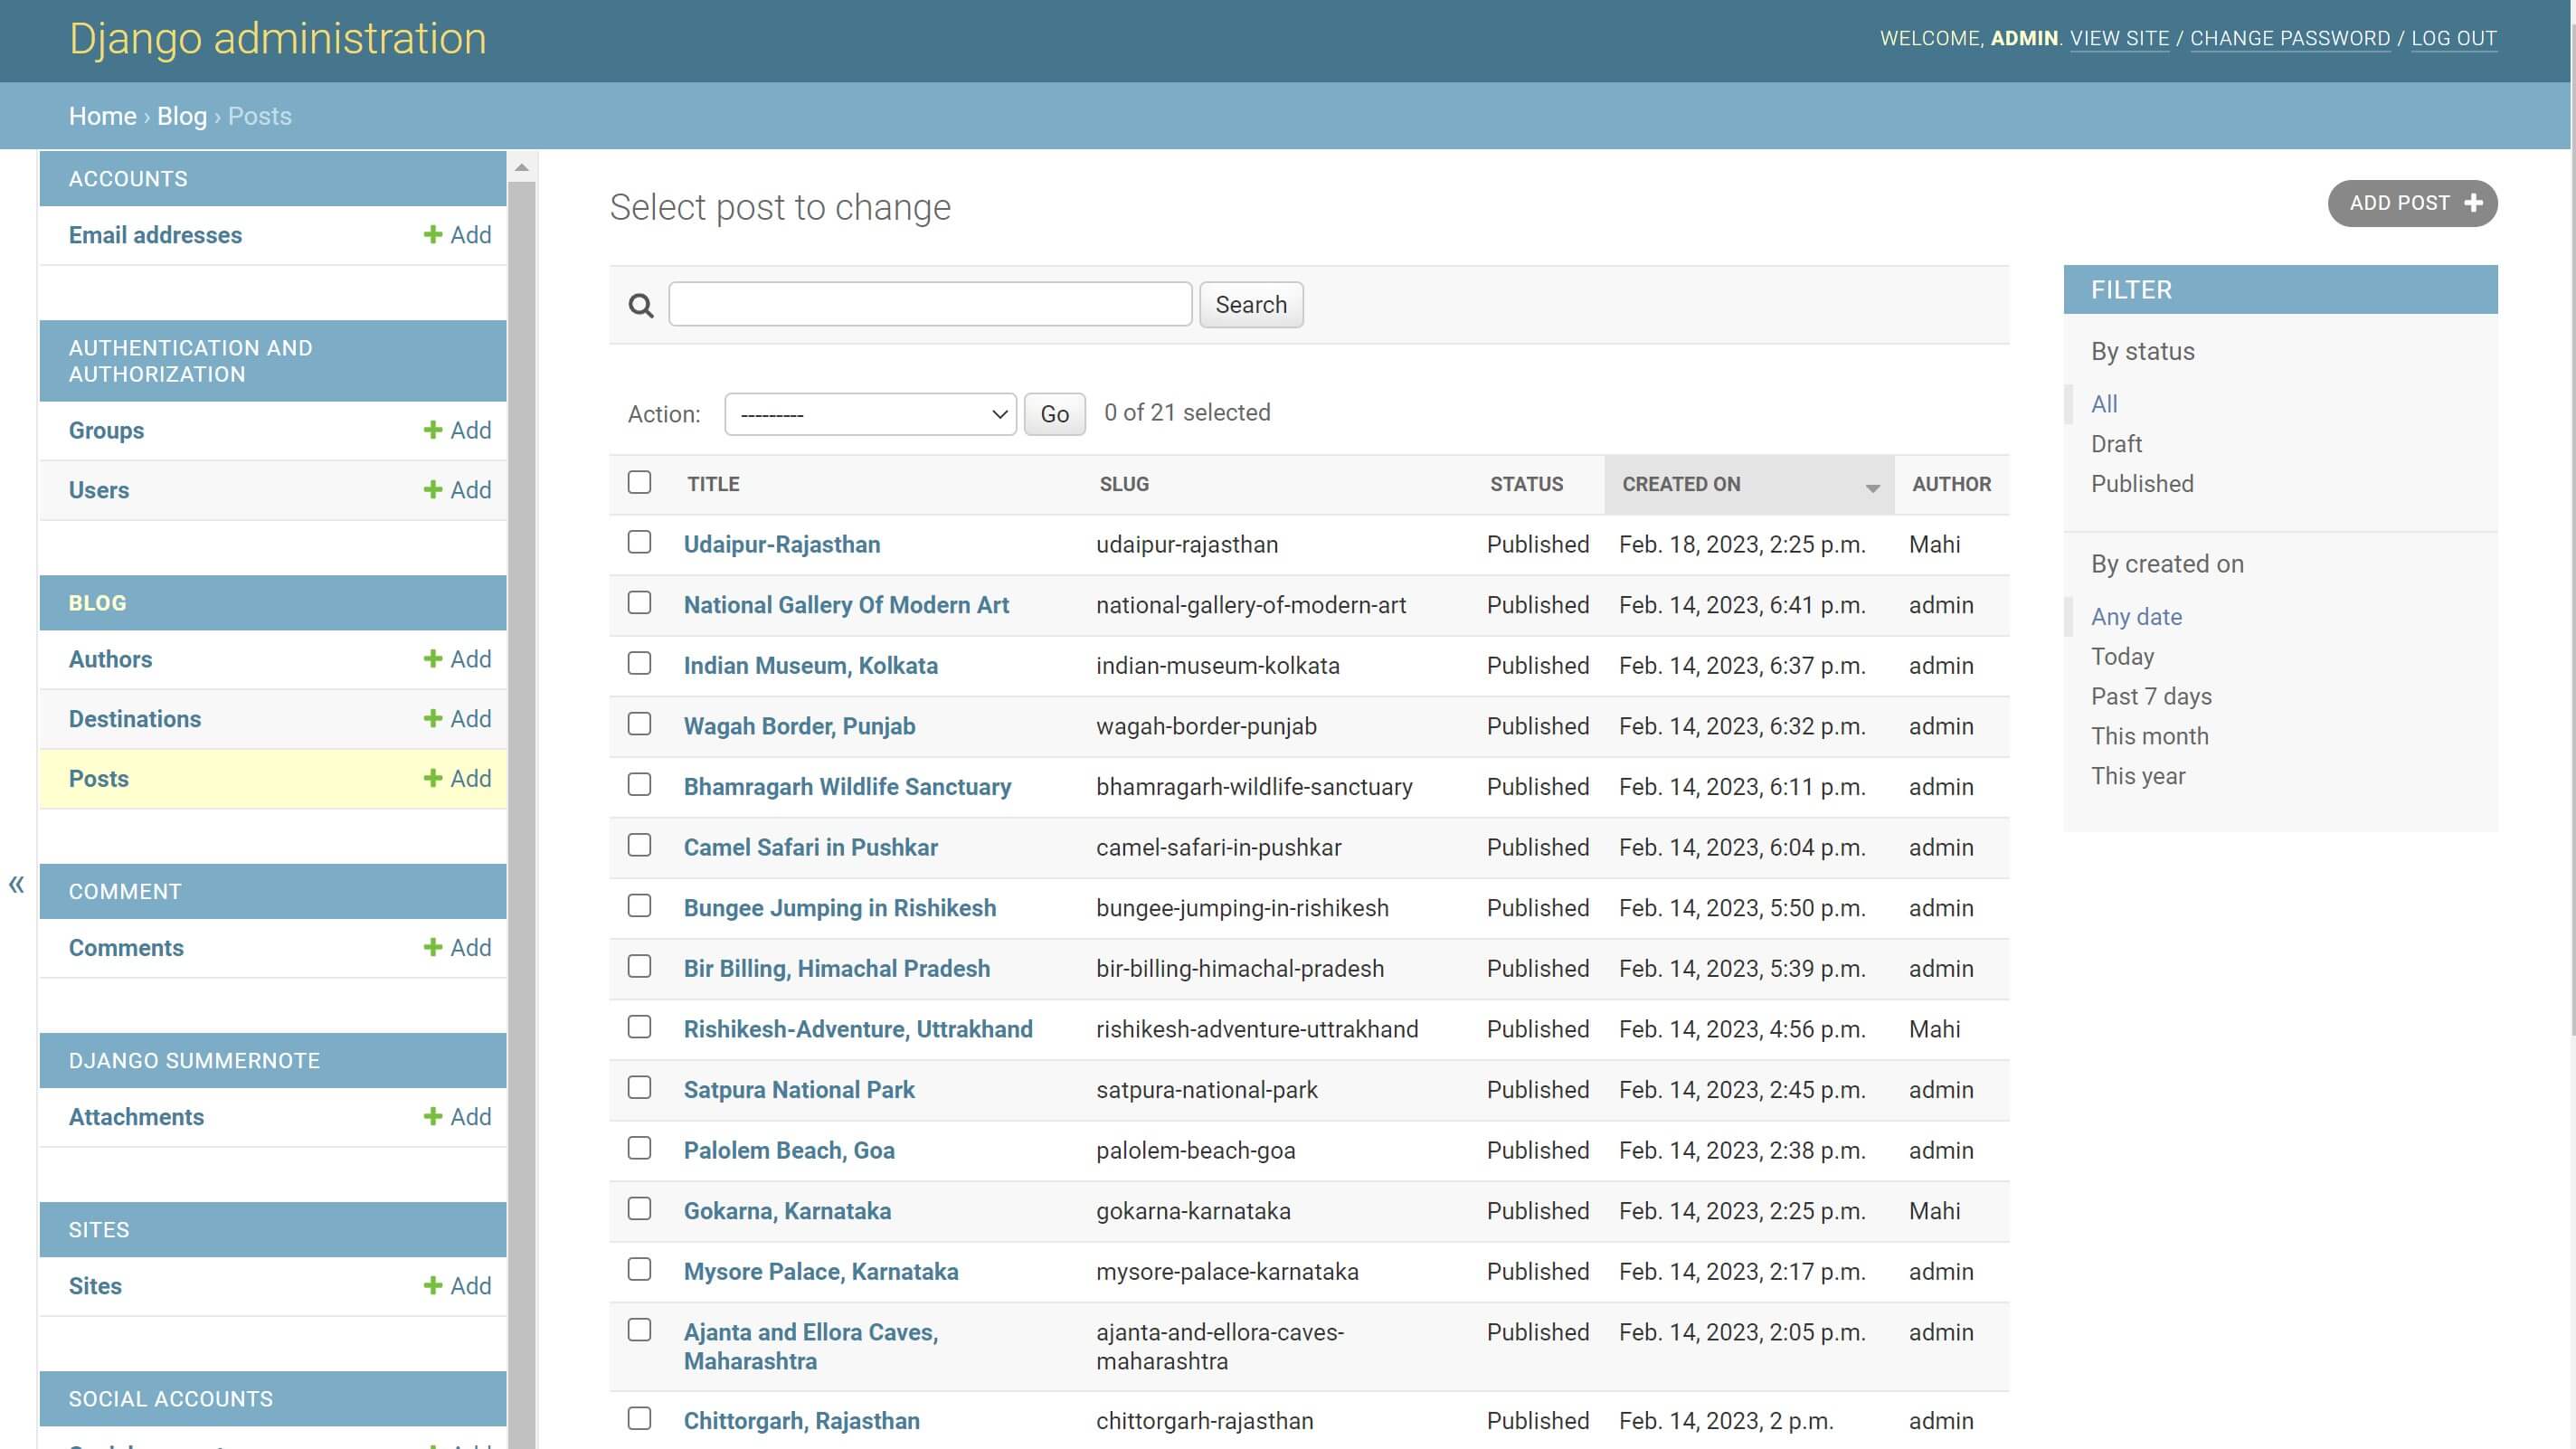 Django administration
WELCOME, ADMIN. VIEW SITE / CHANGE PASSWORD / LOG OUT
Home › Blog › Posts
ACCOUNTS
Email addresses + Add
AUTHENTICATION AND
AUTHORIZATION
Groups + Add
Users + Add
BLOG
Authors + Add
Destinations + Add
Posts + Add
«
COMMENT
Comments + Add
DJANGO SUMMERNOTE
Attachments + Add
SITES
Sites + Add
SOCIAL ACCOUNTS
Select post to change
ADD POST +
Search
Action: --------- Go 0 of 21 selected
TITLE SLUG STATUS CREATED ON AUTHOR
Udaipur-Rajasthan udaipur-rajasthan Published Feb. 18, 2023, 2:25 p.m. Mahi
National Gallery Of Modern Art national-gallery-of-modern-art Published Feb. 14, 2023, 6:41 p.m. admin
Indian Museum, Kolkata indian-museum-kolkata Published Feb. 14, 2023, 6:37 p.m. admin
Wagah Border, Punjab wagah-border-punjab Published Feb. 14, 2023, 6:32 p.m. admin
Bhamragarh Wildlife Sanctuary bhamragarh-wildlife-sanctuary Published Feb. 14, 2023, 6:11 p.m. admin
Camel Safari in Pushkar camel-safari-in-pushkar Published Feb. 14, 2023, 6:04 p.m. admin
Bungee Jumping in Rishikesh bungee-jumping-in-rishikesh Published Feb. 14, 2023, 5:50 p.m. admin
Bir Billing, Himachal Pradesh bir-billing-himachal-pradesh Published Feb. 14, 2023, 5:39 p.m. admin
Rishikesh-Adventure, Uttrakhand rishikesh-adventure-uttrakhand Published Feb. 14, 2023, 4:56 p.m. Mahi
Satpura National Park satpura-national-park Published Feb. 14, 2023, 2:45 p.m. admin
Palolem Beach, Goa palolem-beach-goa Published Feb. 14, 2023, 2:38 p.m. admin
Gokarna, Karnataka gokarna-karnataka Published Feb. 14, 2023, 2:25 p.m. Mahi
Mysore Palace, Karnataka mysore-palace-karnataka Published Feb. 14, 2023, 2:17 p.m. admin
Ajanta and Ellora Caves, ajanta-and-ellora-caves- Published Feb. 14, 2023, 2:05 p.m. admin
Maharashtra maharashtra
Chittorgarh, Rajasthan chittorgarh-rajasthan Published Feb. 14, 2023, 2 p.m. admin
FILTER
By status
All
Draft
Published
By created on
Any date
Today
Past 7 days
This month
This year